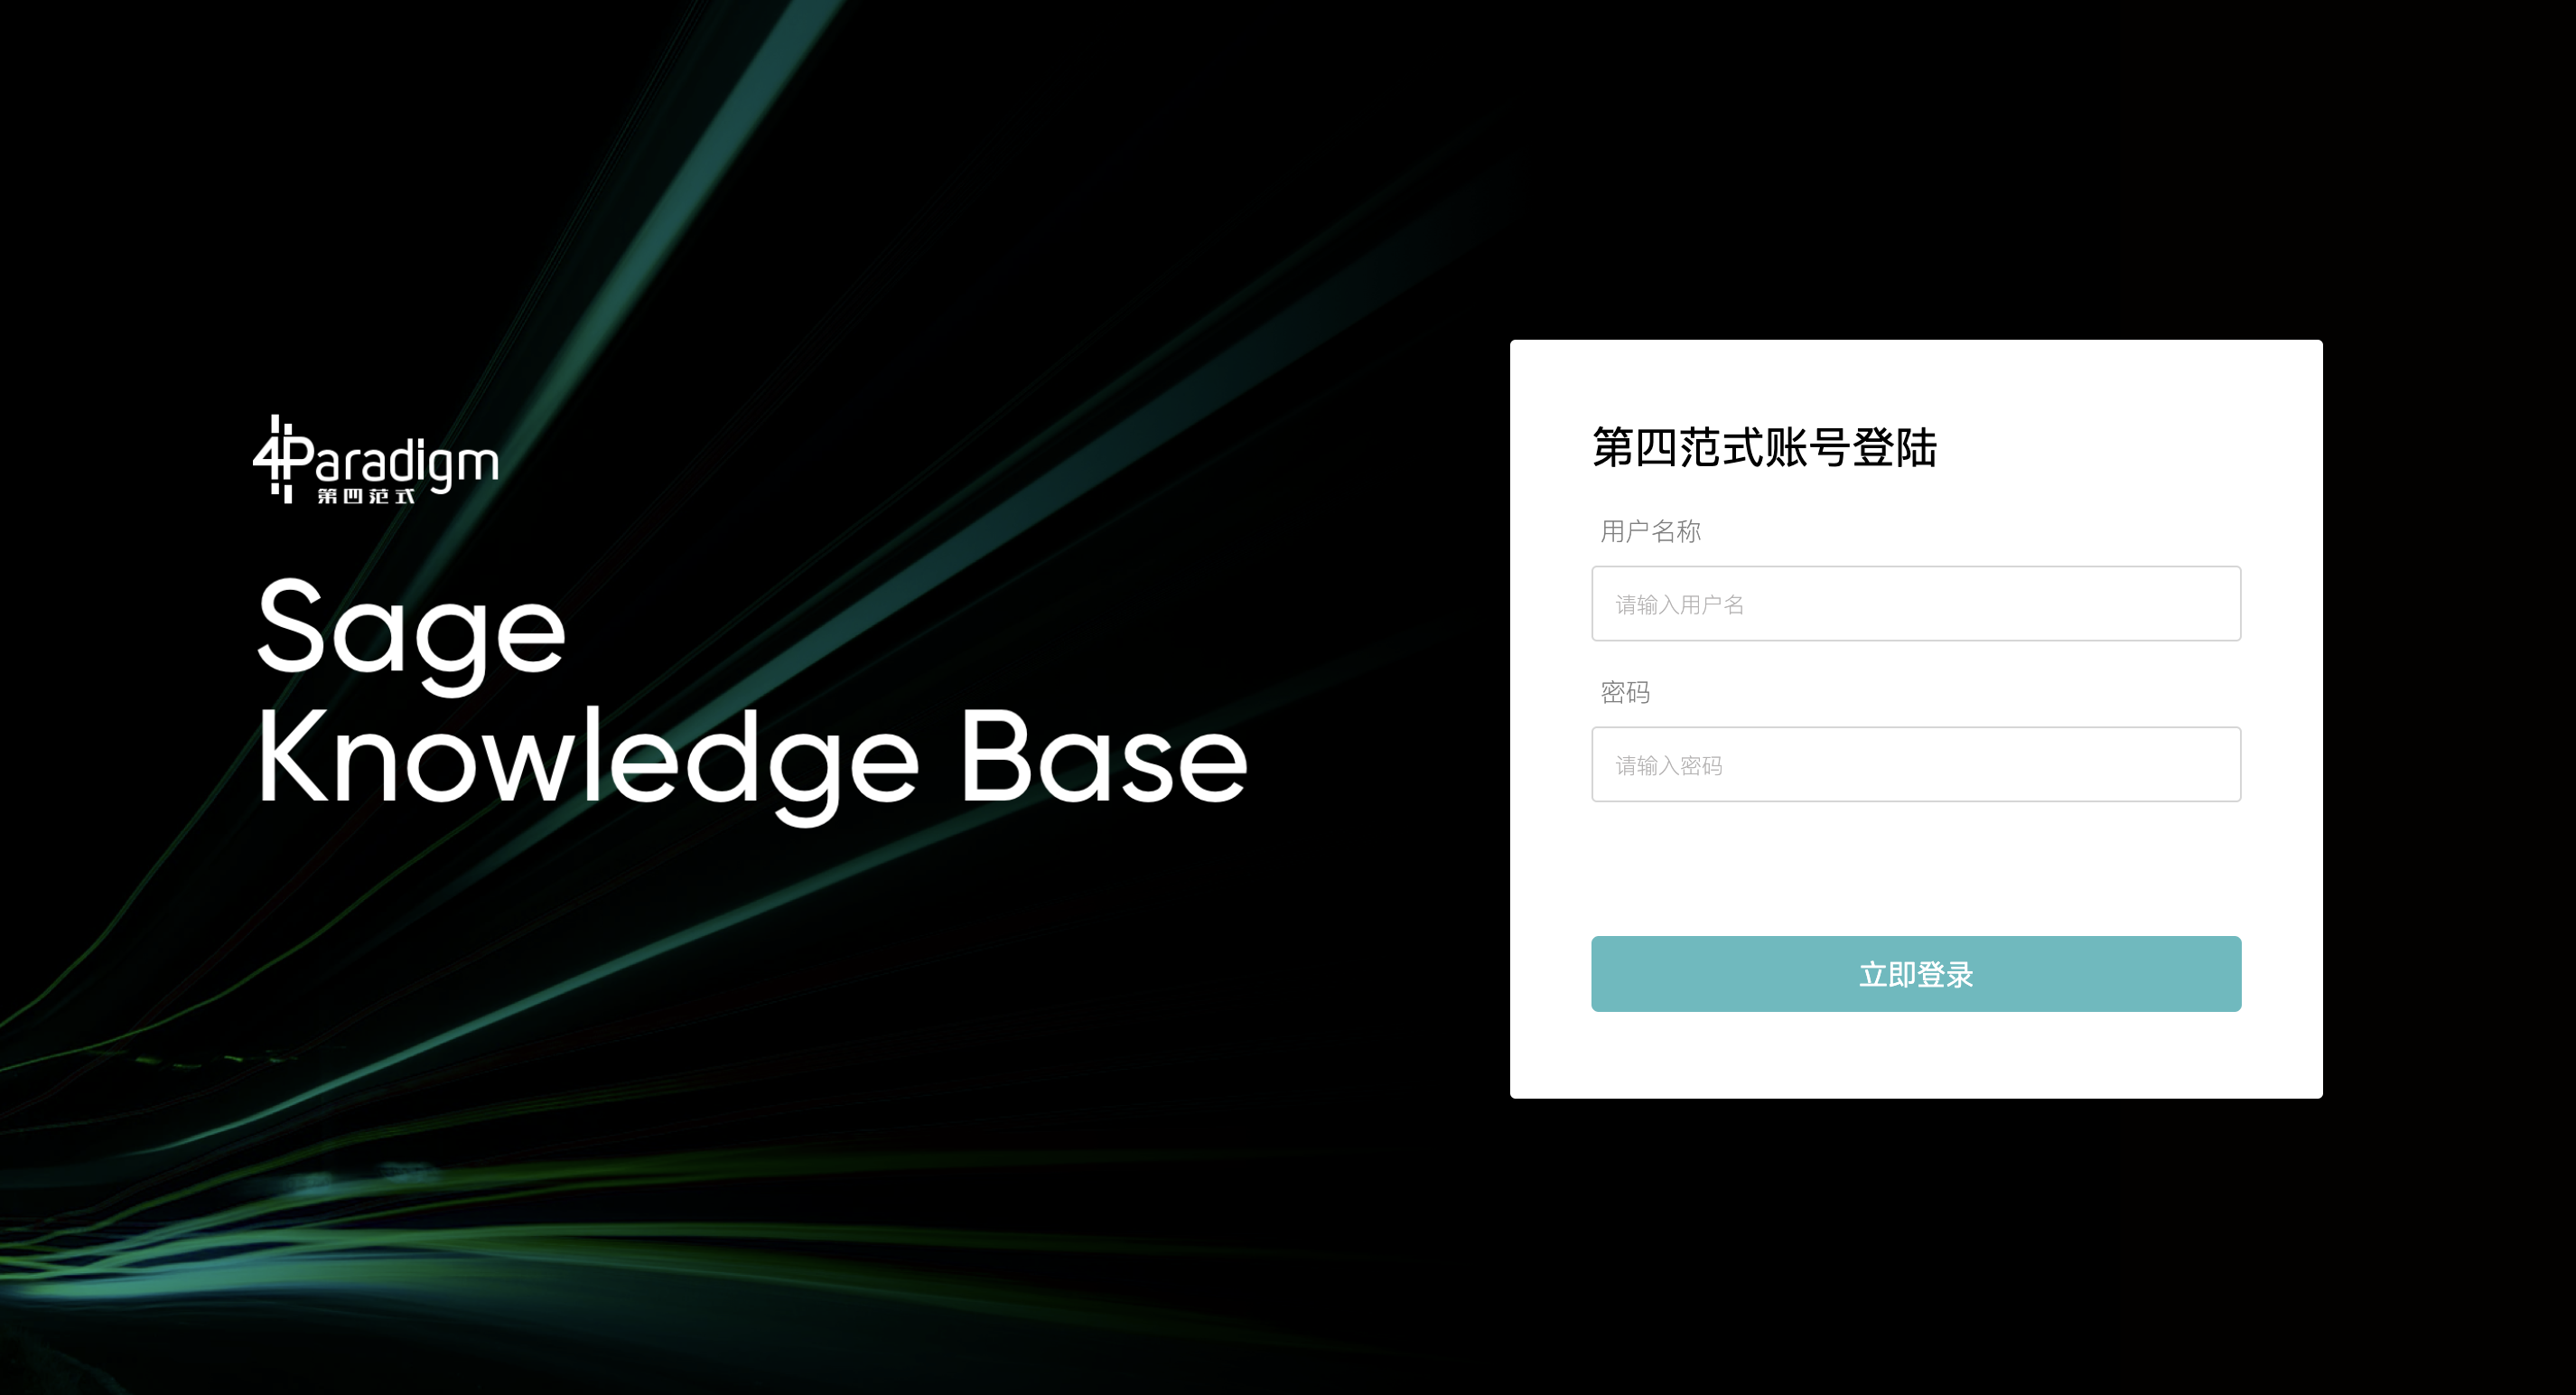 4Paradigm
第四范式
Sage
Knowledge Base
第四范式账号登陆
用户名称
请输入用户名
密码
请输入密码
立即登录